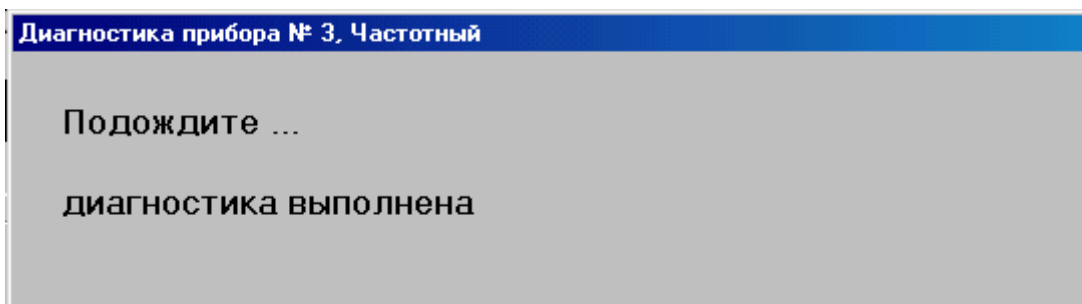 Диагностика прибора № 3, Частотный
Подождите ...
диагностика выполнена